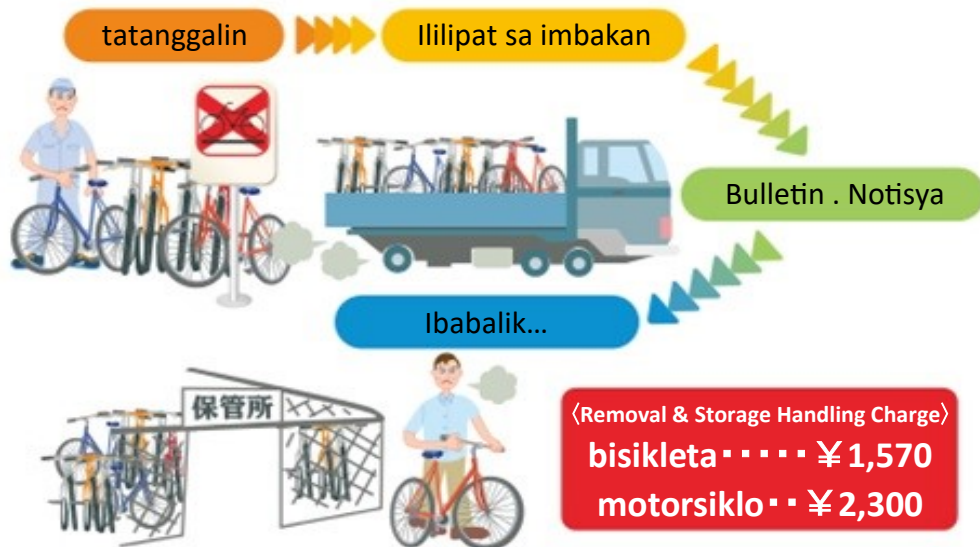 tatanggalin
Ililipat sa imbakan
Bulletin . Notisya
Ibabalik...
保管所
〈Removal & Storage Handling Charge〉
bisikleta・・・・・￥1,570
motorsiklo・・￥2,300